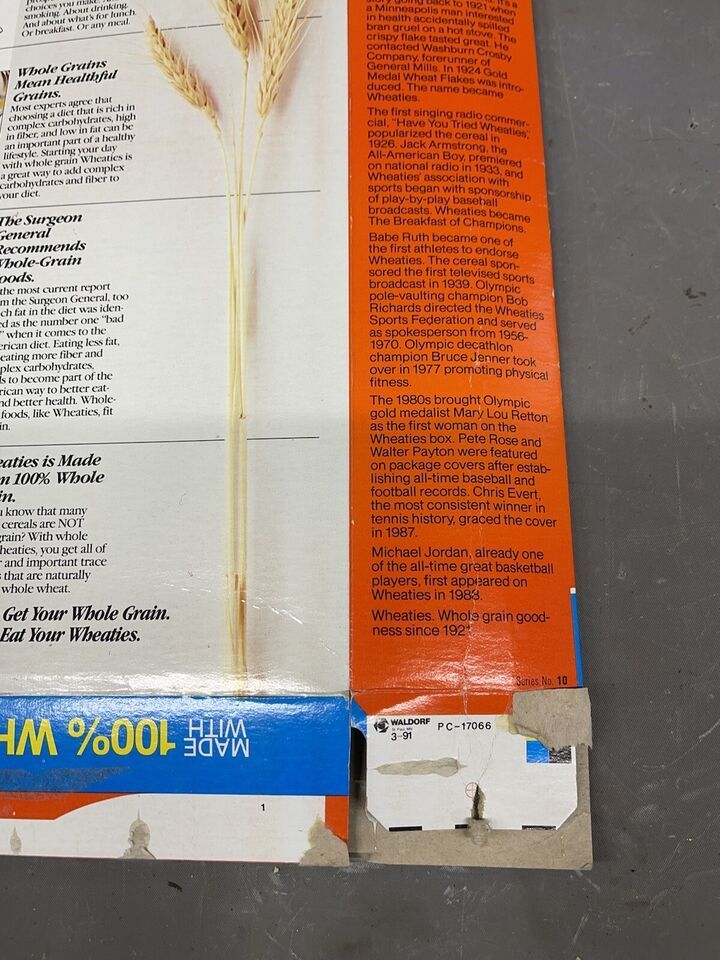 choices you make.
smoking. About drinking.
And about what's for lunch.
Or breakfast. Or any meal.
Whole Grains
Mean Healthful
Grains.
Most experts agree that
choosing a diet that is rich in
complex carbohydrates, high
in fiber, and low in fat can be
an important part of a healthy
lifestyle. Starting your day
with whole grain Wheaties is
a great way to add complex
carbohydrates and fiber to
your diet.
The Surgeon
General
Recommends
Whole-Grain
oods.
the most current report
m the Surgeon General, too
ch fat in the diet was iden-
ed as the number one "bad
" when it comes to the
erican diet. Eating less fat,
eating more fiber and
plex carbohydrates,
s to become part of the
rican way to better eat-
nd better health. Whole-
foods, like Wheaties, fit
in.
eaties is Made
m 100% Whole
in.
u know that many
cereals are NOT
grain? With whole
heaties, you get all of
r and important trace
s that are naturally
whole wheat.
Get Your Whole Grain.
Eat Your Wheaties.
MADE
WITH
100% WH
1
story going back to 1921 when
a Minneapolis man interested
in health accidentally spilled
bran gruel on a hot stove. The
crispy flake tasted great. He
contacted Washburn Crosby
Company, forerunner of
General Mills. In 1924 Gold
Medal Wheat Flakes was intro-
duced. The name became
Wheaties.
The first singing radio commer-
cial, "Have You Tried Wheaties,"
popularized the cereal in
1926. Jack Armstrong, the
All-American Boy, premiered
on national radio in 1933, and
Wheaties' association with
sports began with sponsorship
of play-by-play baseball
broadcasts. Wheaties became
The Breakfast of Champions.
Babe Ruth became one of
the first athletes to endorse
Wheaties. The cereal spon-
sored the first televised sports
broadcast in 1939. Olympic
pole-vaulting champion Bob
Richards directed the Wheaties
Sports Federation and served
as spokesperson from 1956-
1970. Olympic decathlon
champion Bruce Jenner took
over in 1977 promoting physical
fitness.
The 1980s brought Olympic
gold medalist Mary Lou Retton
as the first woman on the
Wheaties box. Pete Rose and
Walter Payton were featured
on package covers after estab-
lishing all-time baseball and
football records. Chris Evert,
the most consistent winner in
tennis history, graced the cover
in 1987.
Michael Jordan, already one
of the all-time great basketball
players, first appeared on
Wheaties in 1988.
Wheaties. Whole grain good-
ness since 192
Series No. 10
WALDORF PC-17066
St. Paul, MN
3-91